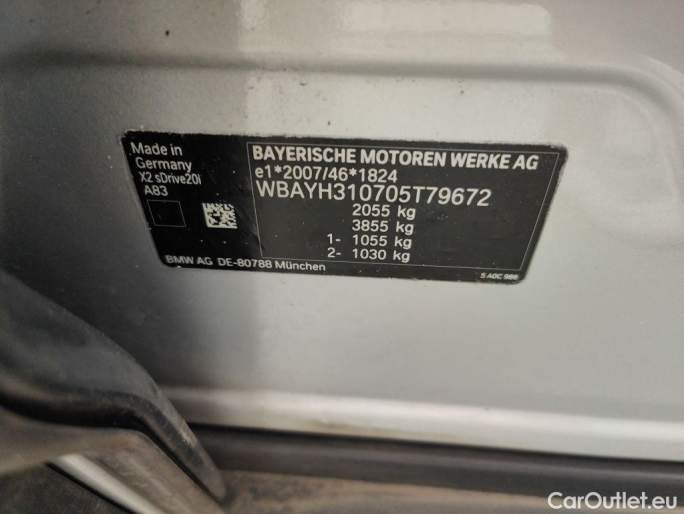 Made in
Germany
X2 sDrive20i
A83
BAYERISCHE MOTOREN WERKE AG
e1*2007/46*1824
WBAYH310705T79672
2055 kg
3855 kg
1- 1055 kg
2- 1030 kg
BMW AG DE-80788 München
5 A0C 986
CarOutlet.eu